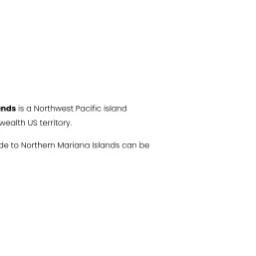 nds is a Northwest Pacific island
wealth US territory.
de to Northern Mariana Islands can be